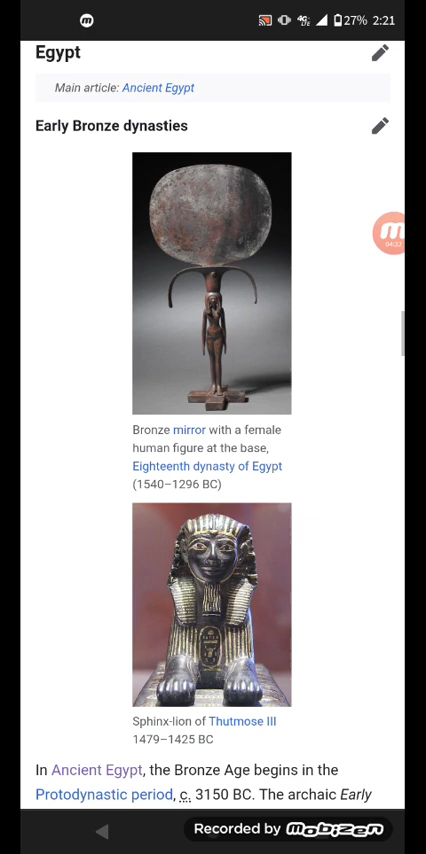 27% 2:21
Egypt
Main article: Ancient Egypt
Early Bronze dynasties
04:22
Bronze mirror with a female
human figure at the base,
Eighteenth dynasty of Egypt
(1540–1296 BC)
Sphinx-lion of Thutmose III
1479–1425 BC
In Ancient Egypt, the Bronze Age begins in the
Protodynastic period, c. 3150 BC. The archaic Early
Recorded by Mobizen